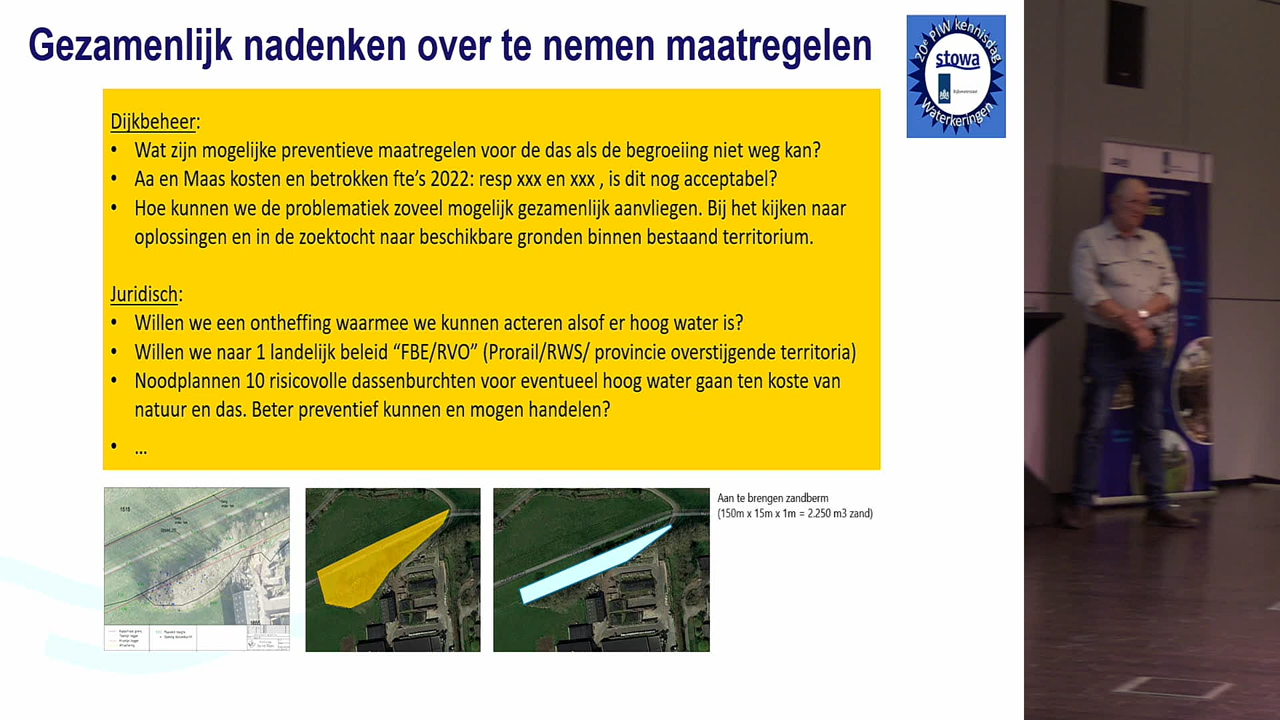 Gezamenlijk nadenken over te nemen maatregelen
20e PIW kennisdag
stowa
Rijkswaterstaat
Waterkeringen
Dijkbeheer:
• Wat zijn mogelijke preventieve maatregelen voor de das als de begroeiing niet weg kan?
• Aa en Maas kosten en betrokken fte's 2022: resp xxx en xxx , is dit nog acceptabel?
• Hoe kunnen we de problematiek zoveel mogelijk gezamenlijk aanvliegen. Bij het kijken naar
oplossingen en in de zoektocht naar beschikbare gronden binnen bestaand territorium.
Juridisch:
• Willen we een ontheffing waarmee we kunnen acteren alsof er hoog water is?
• Willen we naar 1 landelijk beleid “FBE/RVO” (Prorail/RWS/ provincie overstijgende territoria)
• Noodplannen 10 risicovolle dassenburchten voor eventueel hoog water gaan ten koste van
natuur en das. Beter preventief kunnen en mogen handelen?
• ...
Aan te brengen zandberm
(150m x 15m x 1m = 2.250 m3 zand)
1515